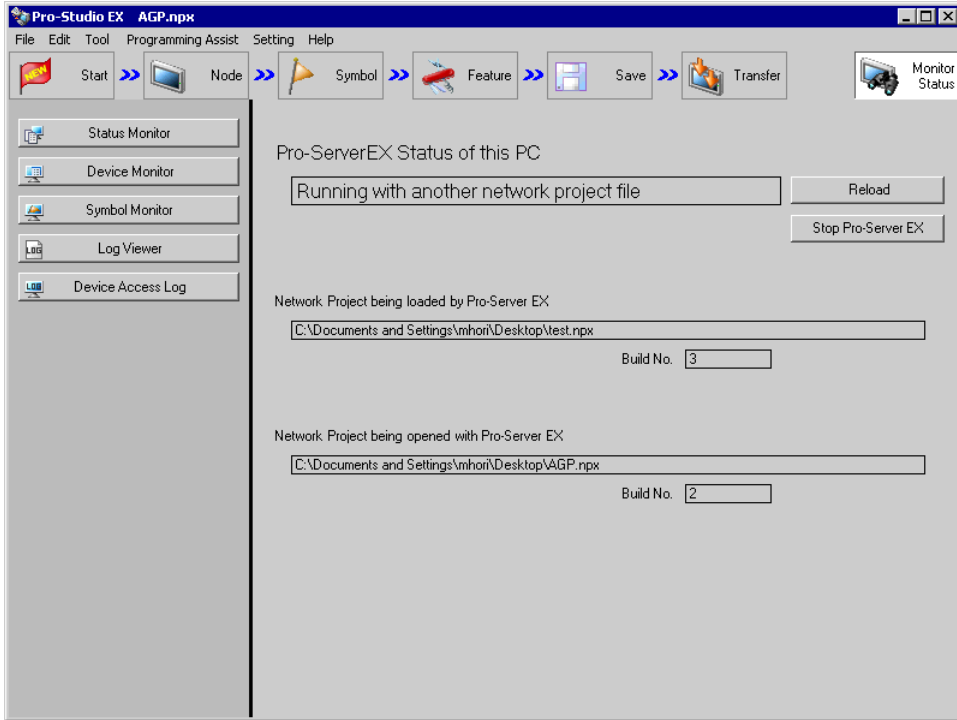 Pro-Studio EX AGP.npx
File Edit Tool Programming Assist Setting Help
NEW Start Node Symbol Feature Save Transfer Monitor Status
Status Monitor
Device Monitor
Symbol Monitor
LOG Log Viewer
LOG Device Access Log
Pro-ServerEX Status of this PC
Running with another network project file Reload
Stop Pro-Server EX
Network Project being loaded by Pro-Server EX
C:\Documents and Settings\mhori\Desktop\test.npx
Build No. 3
Network Project being opened with Pro-Server EX
C:\Documents and Settings\mhori\Desktop\AGP.npx
Build No. 2